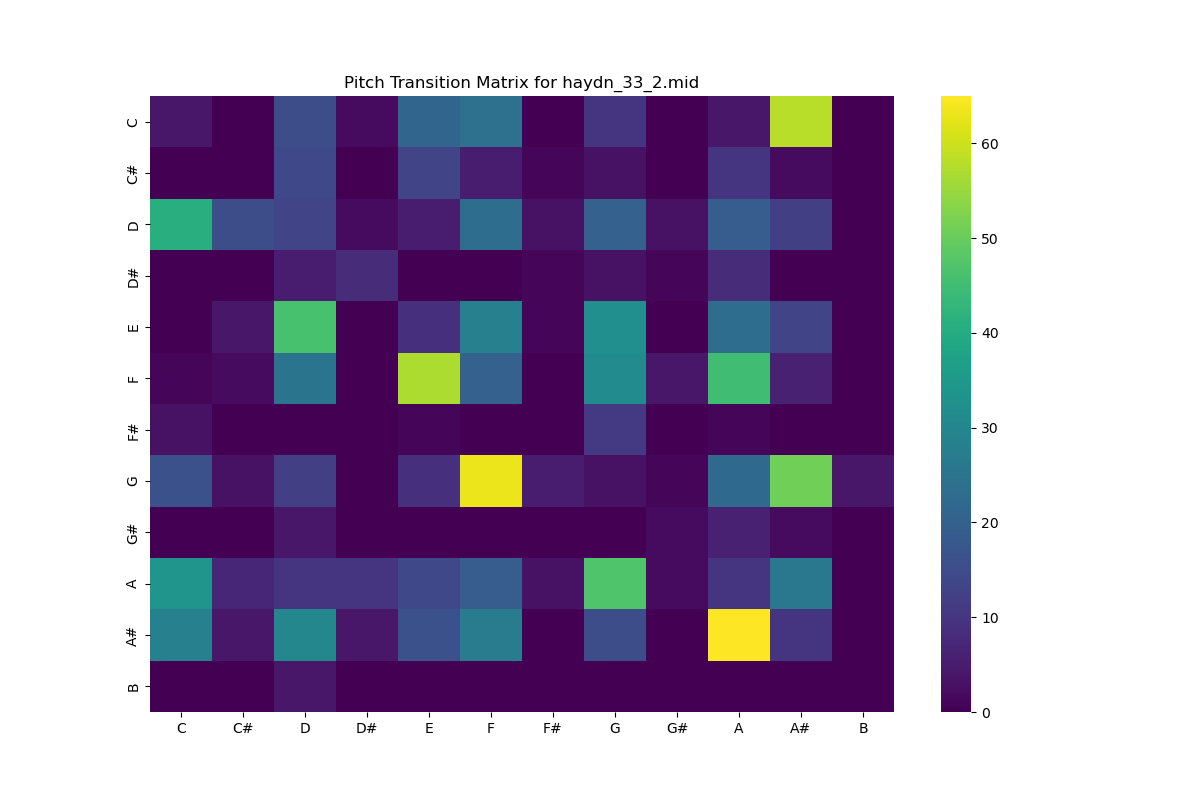 Pitch Transition Matrix for haydn_33_2.mid
C
C#
D
D#
E
F
F#
G
G#
A
A#
B
C C# D D# E F F# G G# A A# B
60
50
40
30
20
10
0